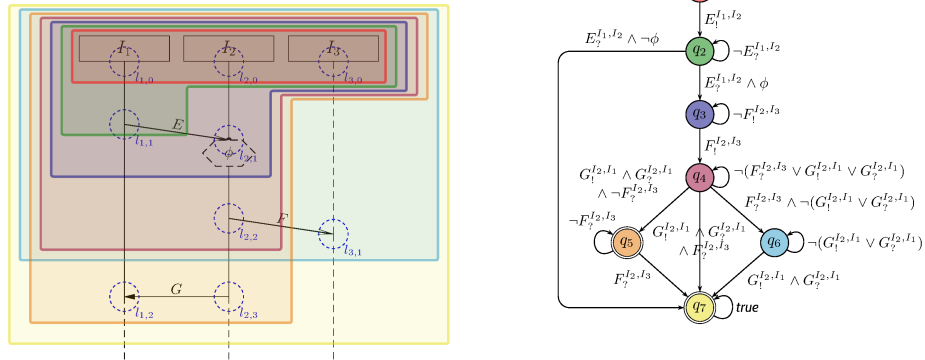 I₁ I₂ I₃
l₁,₀ l₂,₀ l₃,₀
E
l₁,₁ l₂,₁
ϕ
F
l₂,₂ l₃,₁
G
l₁,₂ l₂,₃
E!^{I₁,I₂}
E?^{I₁,I₂} ∧ ¬ϕ
q₂ ¬E?^{I₁,I₂}
E?^{I₁,I₂} ∧ ϕ
q₃ ¬F!^{I₂,I₃}
F!^{I₂,I₃}
q₄ ¬(F?^{I₂,I₃} ∨ G!^{I₂,I₁} ∨ G?^{I₂,I₁})
G!^{I₂,I₁} ∧ G?^{I₂,I₁}
∧ ¬F?^{I₂,I₃}
F?^{I₂,I₃} ∧ ¬(G!^{I₂,I₁} ∨ G?^{I₂,I₁})
¬F?^{I₂,I₃}
G!^{I₂,I₁} ∧ G?^{I₂,I₁}
∧ F?^{I₂,I₃}
q₅ q₆ ¬(G!^{I₂,I₁} ∨ G?^{I₂,I₁})
F?^{I₂,I₃} G!^{I₂,I₁} ∧ G?^{I₂,I₁}
q₇ true